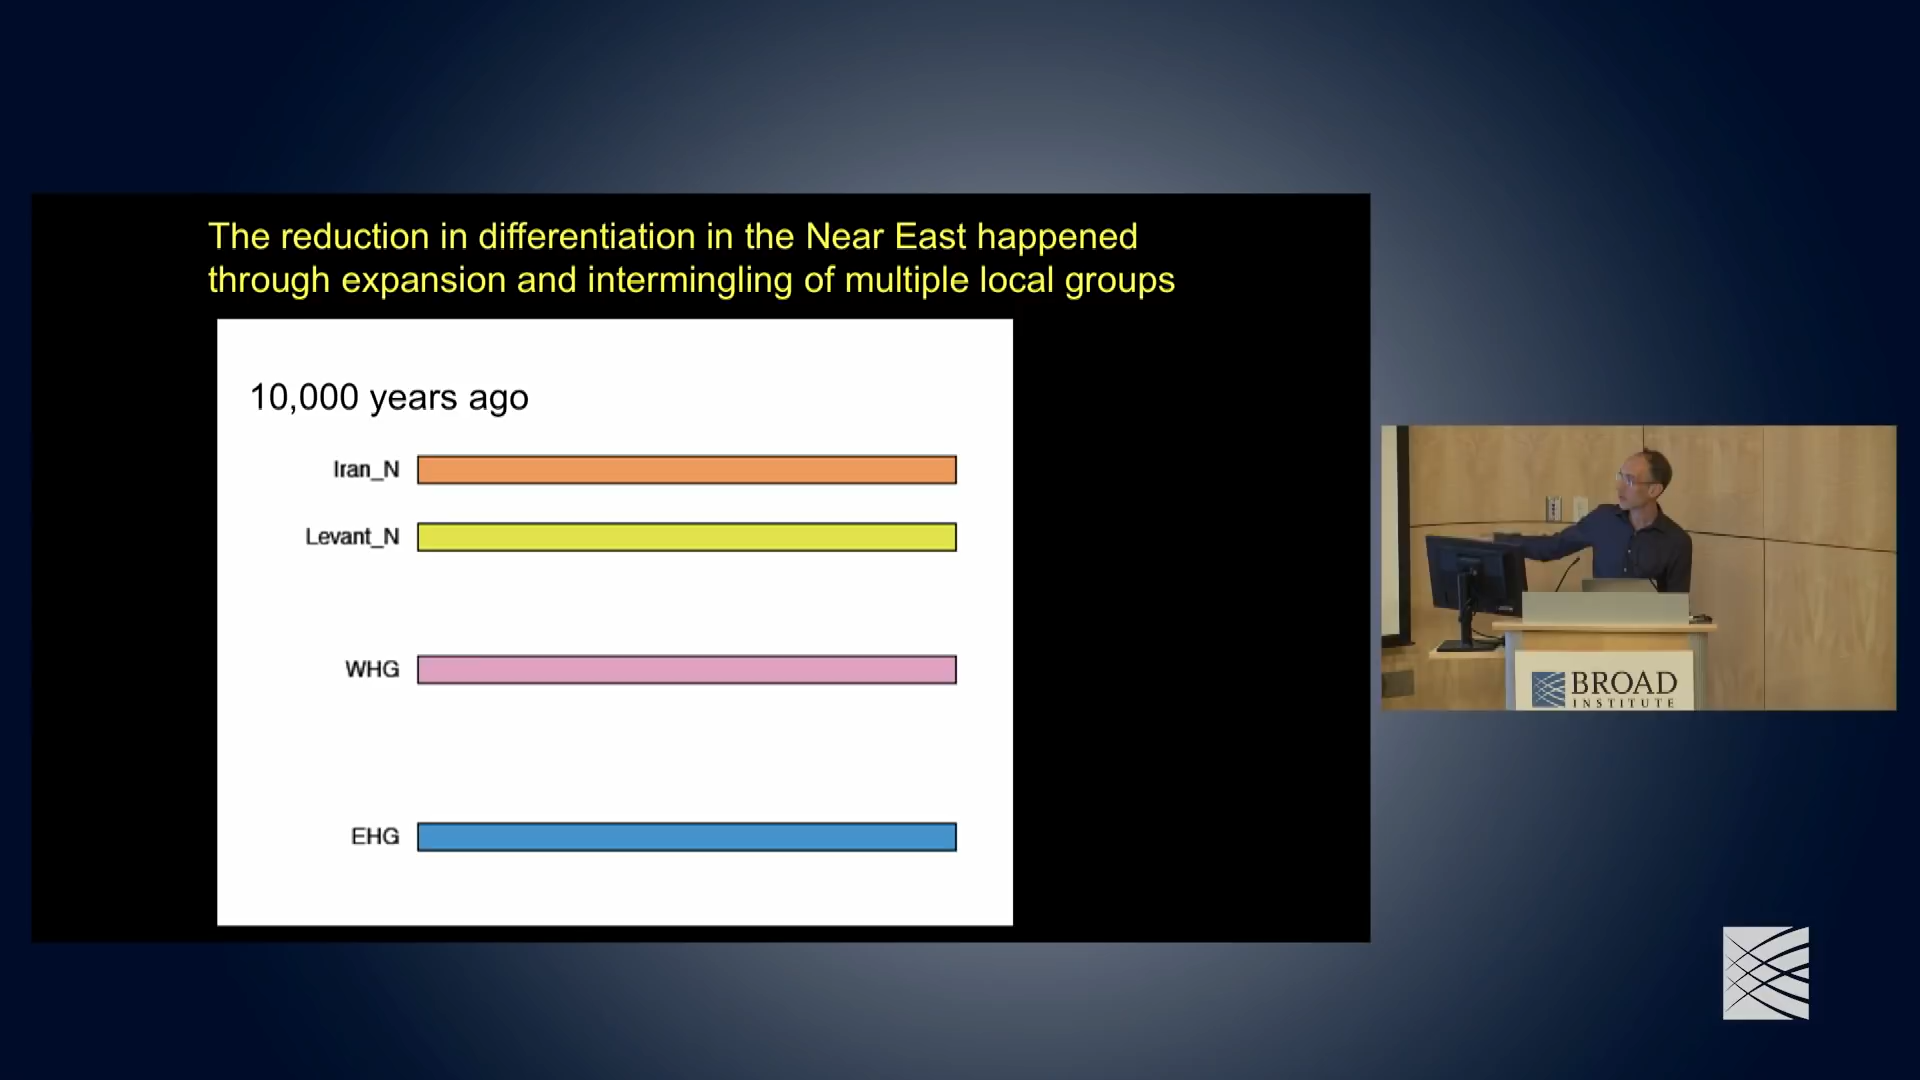 The reduction in differentiation in the Near East happened
through expansion and intermingling of multiple local groups
10,000 years ago
Iran_N
Levant_N
WHG
EHG
BROAD
INSTITUTE